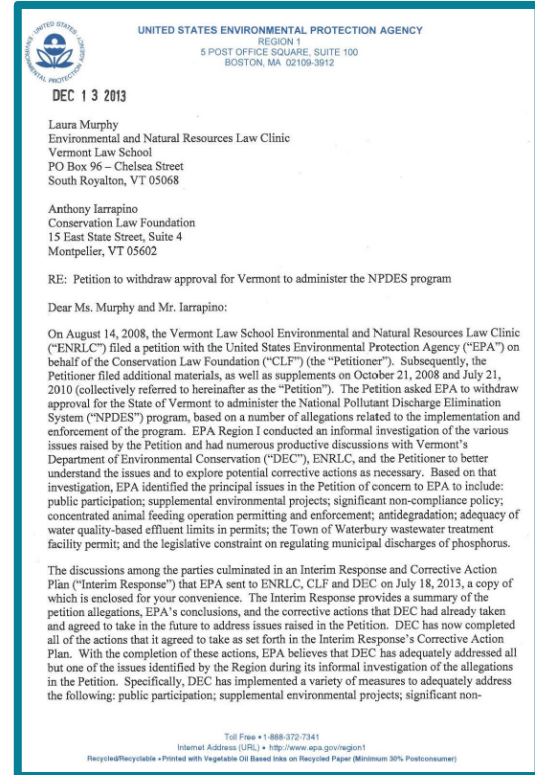 UNITED STATES ENVIRONMENTAL PROTECTION AGENCY
REGION 1
5 POST OFFICE SQUARE, SUITE 100
BOSTON, MA 02109-3912
UNITED STATES
ENVIRONMENTAL PROTECTION
DEC 13 2013
Laura Murphy
Environmental and Natural Resources Law Clinic
Vermont Law School
PO Box 96 – Chelsea Street
South Royalton, VT 05068
Anthony Iarrapino
Conservation Law Foundation
15 East State Street, Suite 4
Montpelier, VT 05602
RE: Petition to withdraw approval for Vermont to administer the NPDES program
Dear Ms. Murphy and Mr. Iarrapino:
On August 14, 2008, the Vermont Law School Environmental and Natural Resources Law Clinic
("ENRLC") filed a petition with the United States Environmental Protection Agency ("EPA") on
behalf of the Conservation Law Foundation ("CLF") (the "Petitioner"). Subsequently, the
Petitioner filed additional materials, as well as supplements on October 21, 2008 and July 21,
2010 (collectively referred to hereinafter as the "Petition"). The Petition asked EPA to withdraw
approval for the State of Vermont to administer the National Pollutant Discharge Elimination
System ("NPDES") program, based on a number of allegations related to the implementation and
enforcement of the program. EPA Region I conducted an informal investigation of the various
issues raised by the Petition and had numerous productive discussions with Vermont's
Department of Environmental Conservation ("DEC"), ENRLC, and the Petitioner to better
understand the issues and to explore potential corrective actions as necessary. Based on that
investigation, EPA identified the principal issues in the Petition of concern to EPA to include:
public participation; supplemental environmental projects; significant non-compliance policy;
concentrated animal feeding operation permitting and enforcement; antidegradation; adequacy of
water quality-based effluent limits in permits; the Town of Waterbury wastewater treatment
facility permit; and the legislative constraint on regulating municipal discharges of phosphorus.
The discussions among the parties culminated in an Interim Response and Corrective Action
Plan ("Interim Response") that EPA sent to ENRLC, CLF and DEC on July 18, 2013, a copy of
which is enclosed for your convenience. The Interim Response provides a summary of the
petition allegations, EPA's conclusions, and the corrective actions that DEC had already taken
and agreed to take in the future to address issues raised in the Petition. DEC has now completed
all of the actions that it agreed to take as set forth in the Interim Response's Corrective Action
Plan. With the completion of these actions, EPA believes that DEC has adequately addressed all
but one of the issues identified by the Region during its informal investigation of the allegations
in the Petition. Specifically, DEC has implemented a variety of measures to adequately address
the following: public participation; supplemental environmental projects; significant non-
Toll Free • 1-888-372-7341
Internet Address (URL) • http://www.epa.gov/region1
Recycled/Recyclable • Printed with Vegetable Oil Based Inks on Recycled Paper (Minimum 30% Postconsumer)